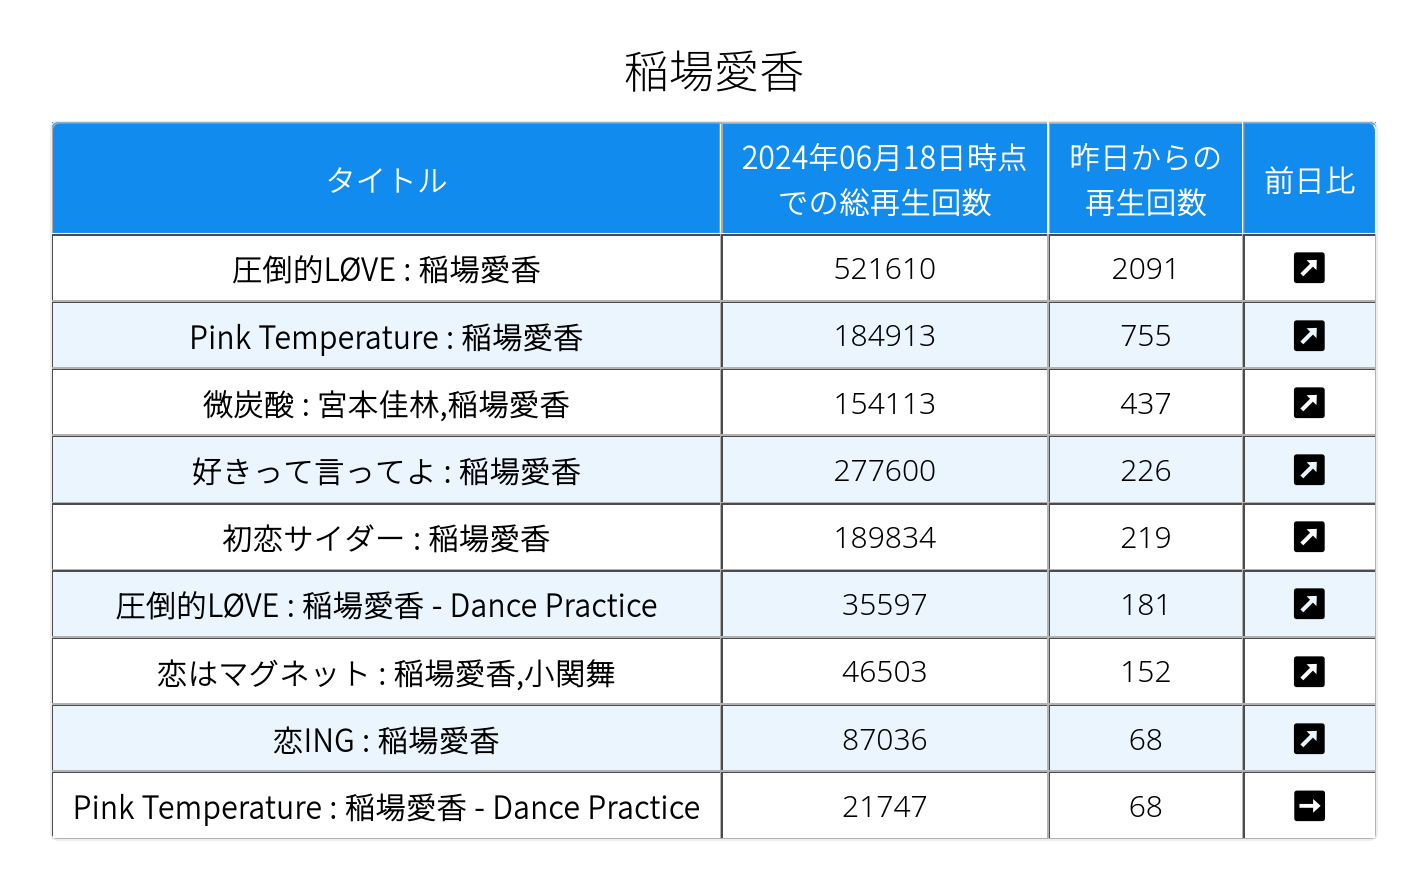 稲場愛香
タイトル
2024年06月18日時点
での総再生回数
昨日からの
再生回数
前日比
圧倒的LØVE : 稲場愛香 521610 2091 ↗
Pink Temperature : 稲場愛香 184913 755 ↗
微炭酸 : 宮本佳林,稲場愛香 154113 437 ↗
好きって言ってよ : 稲場愛香 277600 226 ↗
初恋サイダー : 稲場愛香 189834 219 ↗
圧倒的LØVE : 稲場愛香 - Dance Practice 35597 181 ↗
恋はマグネット : 稲場愛香,小関舞 46503 152 ↗
恋ING : 稲場愛香 87036 68 ↗
Pink Temperature : 稲場愛香 - Dance Practice 21747 68 →